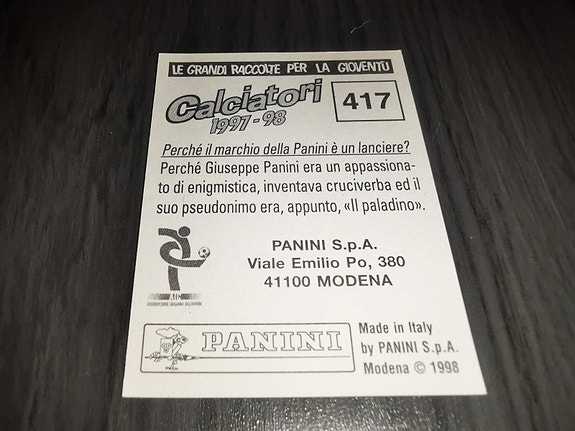 LE GRANDI RACCOLTE PER LA GIOVENTÙ
Calciatori
1997-98
417
Perché il marchio della Panini è un lanciere?
Perché Giuseppe Panini era un appassiona-
to di enigmistica, inventava cruciverba ed il
suo pseudonimo era, appunto, «Il paladino».
PANINI S.p.A.
Viale Emilio Po, 380
41100 MODENA
AIC
PANINI
Made in Italy
by PANINI S.p.A.
Modena © 1998